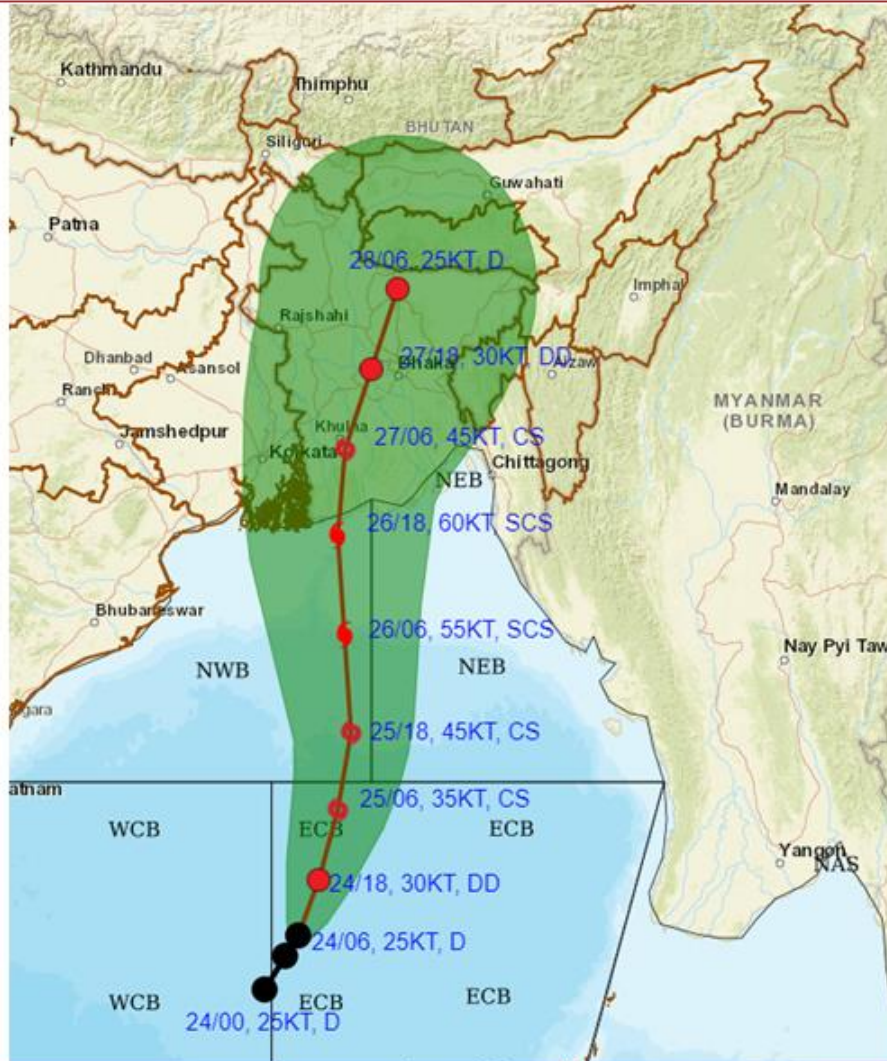 Kathmandu
Thimphu
BHUTAN
Siliguri
Guwahati
Patna
28/06, 25KT, D
Imphal
Rajshahi
27/18, 30KT, DD
Dhanbad
Dhaka
Aizawl
Asansol
Ranchi
MYANMAR
(BURMA)
Khulna
27/06, 45KT, CS
Jamshedpur
Kolkata
Chittagong
NEB
Mandalay
26/18, 60KT, SCS
Bhubaneswar
26/06, 55KT, SCS
Nay Pyi Taw
NWB
NEB
gara
25/18, 45KT, CS
atnam
25/06, 35KT, CS
WCB
ECB
ECB
Yangon
NAS
24/18, 30KT, DD
24/06, 25KT, D
WCB
ECB
ECB
24/00, 25KT, D